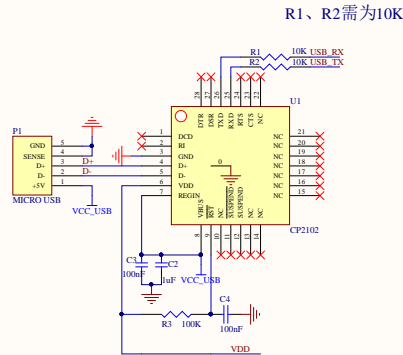 R1、R2需为10K
R1 10K USB_RX
R2 10K USB_TX
28 27 26 25 24 23 22
DTR DSR TXD RXD RTS CTS NC
U1
P1
GND 5
SENSE 4
D+ 3 D+
D- 2 D-
+5V 1
MICRO USB
VCC_USB
1 DCD
2 RI
3 GND
4 D+
5 D-
6 VDD
7 REGIN
0
NC 21
NC 20
NC 19
NC 18
NC 17
NC 16
NC 15
VBUS RST NC SUSPEND SUSPEND NC NC
8 9 10 11 12 13 14
CP2102
C3
100nF
C2
1uF
VCC_USB
R3 100K
C4
100nF
VDD